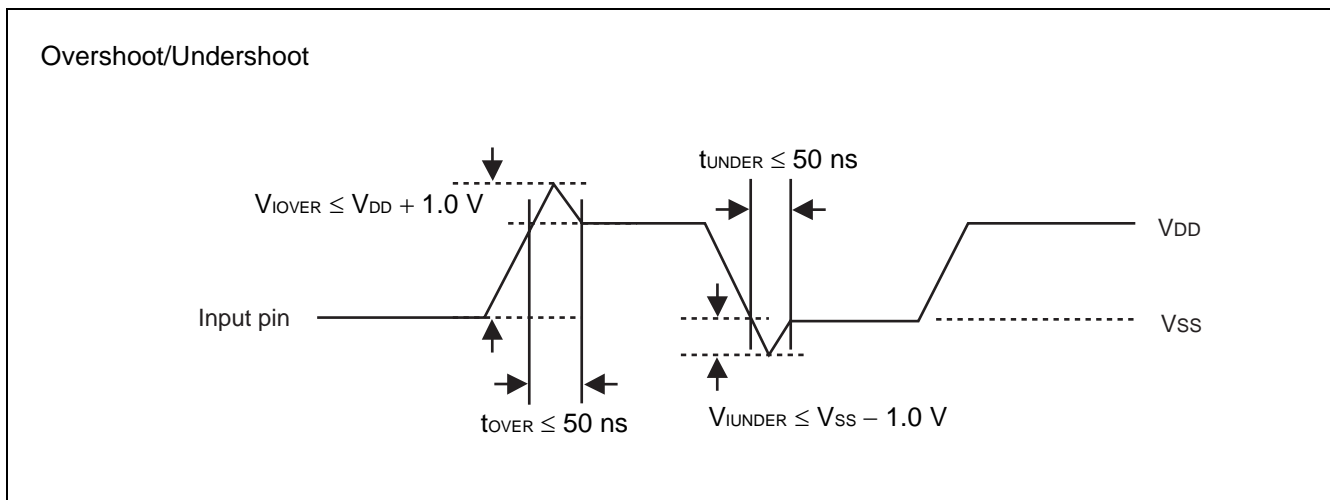 Overshoot/Undershoot
tUNDER ≤ 50 ns
VIOVER ≤ VDD + 1.0 V
VDD
Input pin
VSS
tOVER ≤ 50 ns
VIUNDER ≤ VSS − 1.0 V